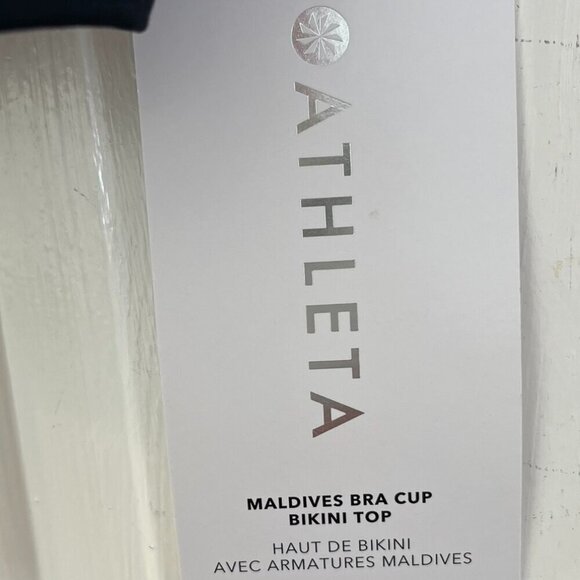 ATHLETA
MALDIVES BRA CUP
BIKINI TOP
HAUT DE BIKINI
AVEC ARMATURES MALDIVES